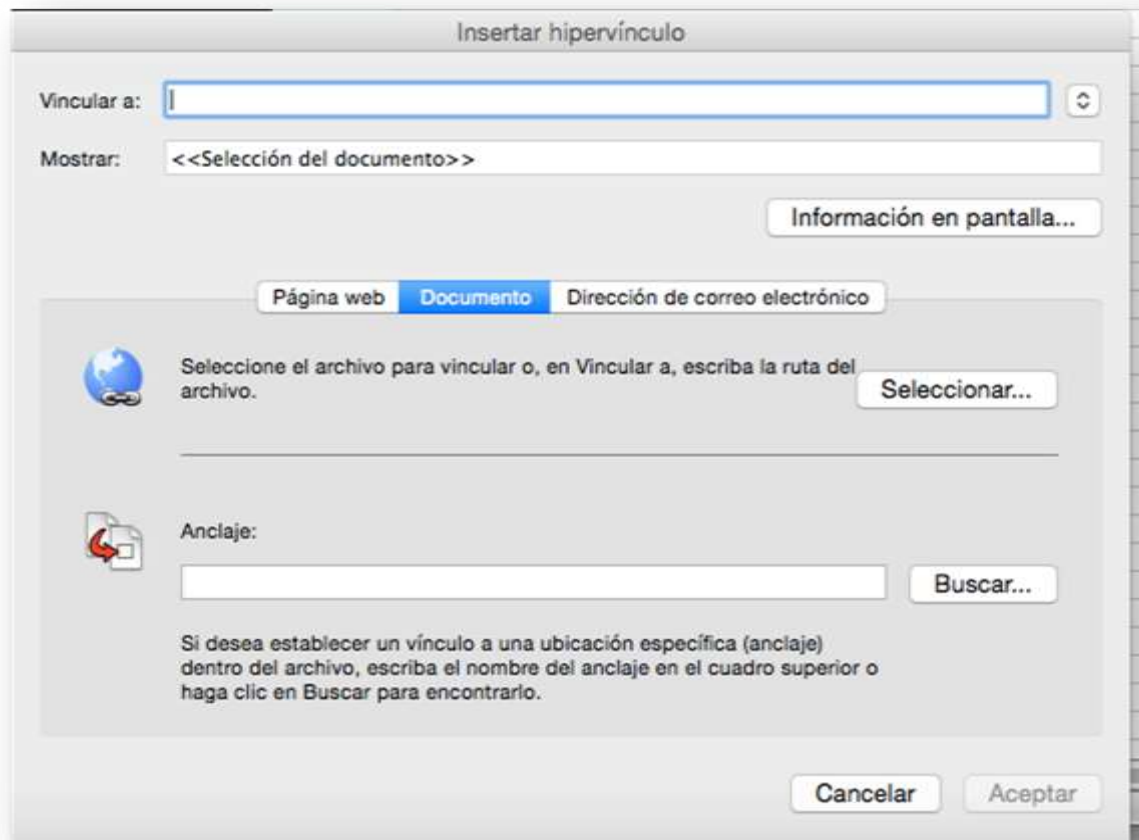 Insertar hipervínculo
Vincular a:
Mostrar: <<Selección del documento>>
Información en pantalla...
Página web Documento Dirección de correo electrónico
Seleccione el archivo para vincular o, en Vincular a, escriba la ruta del
archivo.
Seleccionar...
Anclaje:
Buscar...
Si desea establecer un vínculo a una ubicación específica (anclaje)
dentro del archivo, escriba el nombre del anclaje en el cuadro superior o
haga clic en Buscar para encontrarlo.
Cancelar Aceptar